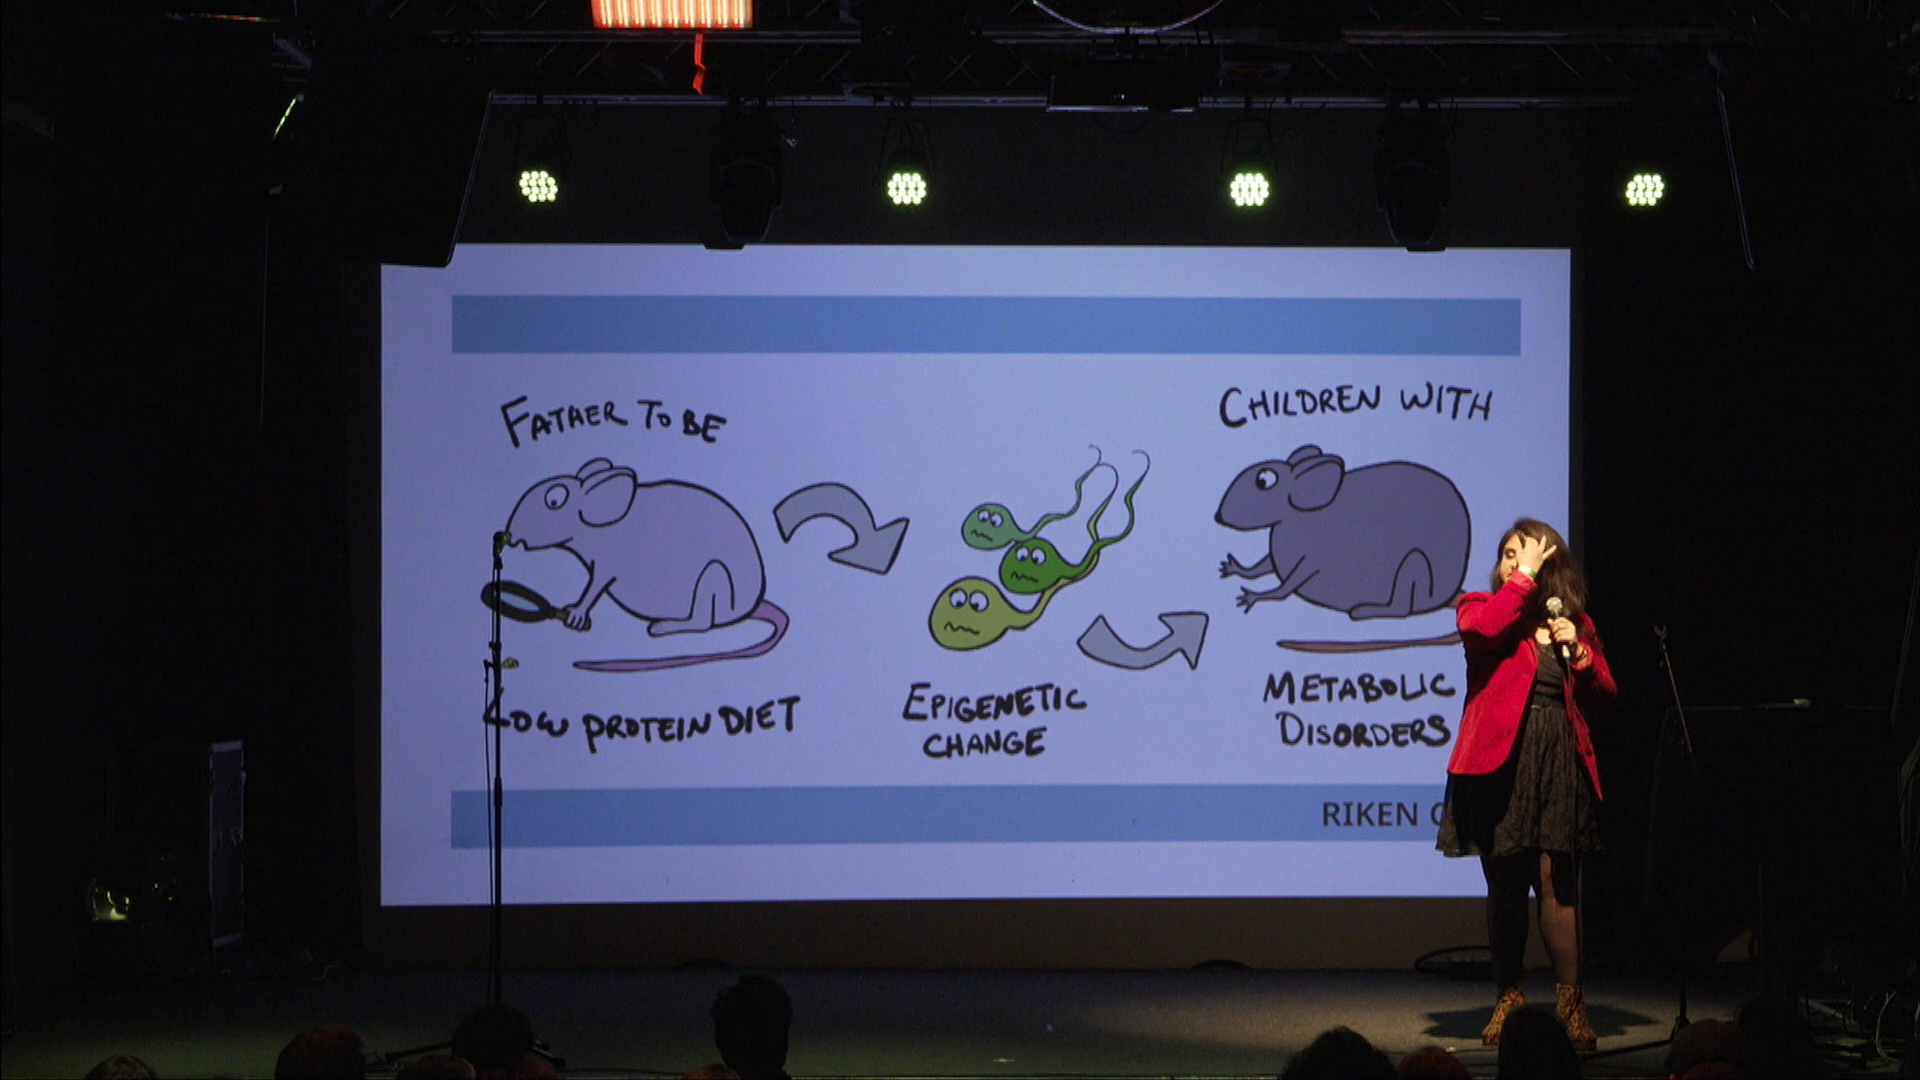 FATHER TO BE
LOW PROTEIN DIET
EPIGENETIC
CHANGE
CHILDREN WITH
METABOLIC
DISORDERS
RIKEN